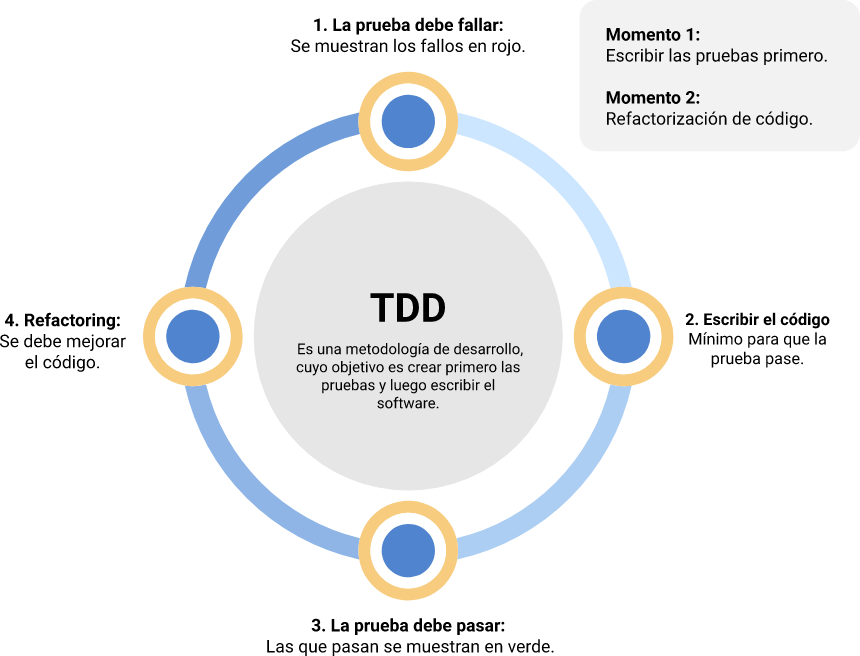 1. La prueba debe fallar:
Se muestran los fallos en rojo.
Momento 1:
Escribir las pruebas primero.
Momento 2:
Refactorización de código.
2. Escribir el código
Mínimo para que la
prueba pase.
TDD
Es una metodología de desarrollo,
cuyo objetivo es crear primero las
pruebas y luego escribir el
software.
4. Refactoring:
Se debe mejorar
el código.
3. La prueba debe pasar:
Las que pasan se muestran en verde.